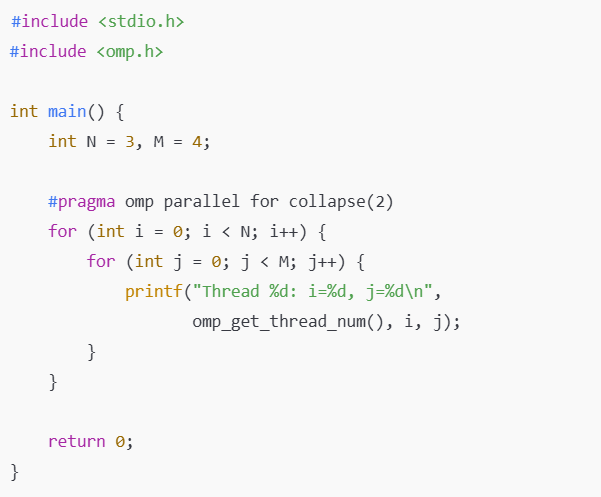 #include <stdio.h>
#include <omp.h>

int main() {
    int N = 3, M = 4;

    #pragma omp parallel for collapse(2)
    for (int i = 0; i < N; i++) {
        for (int j = 0; j < M; j++) {
            printf("Thread %d: i=%d, j=%d\n",
                   omp_get_thread_num(), i, j);
        }
    }

    return 0;
}